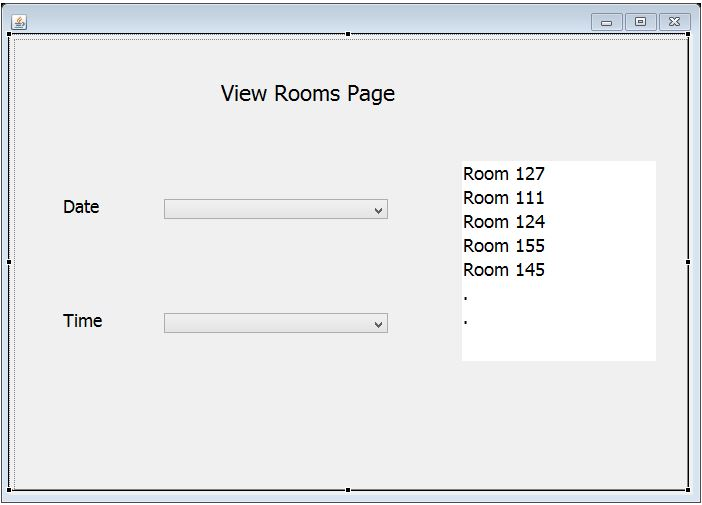 View Rooms Page
Date
Time
Room 127
Room 111
Room 124
Room 155
Room 145
.
.